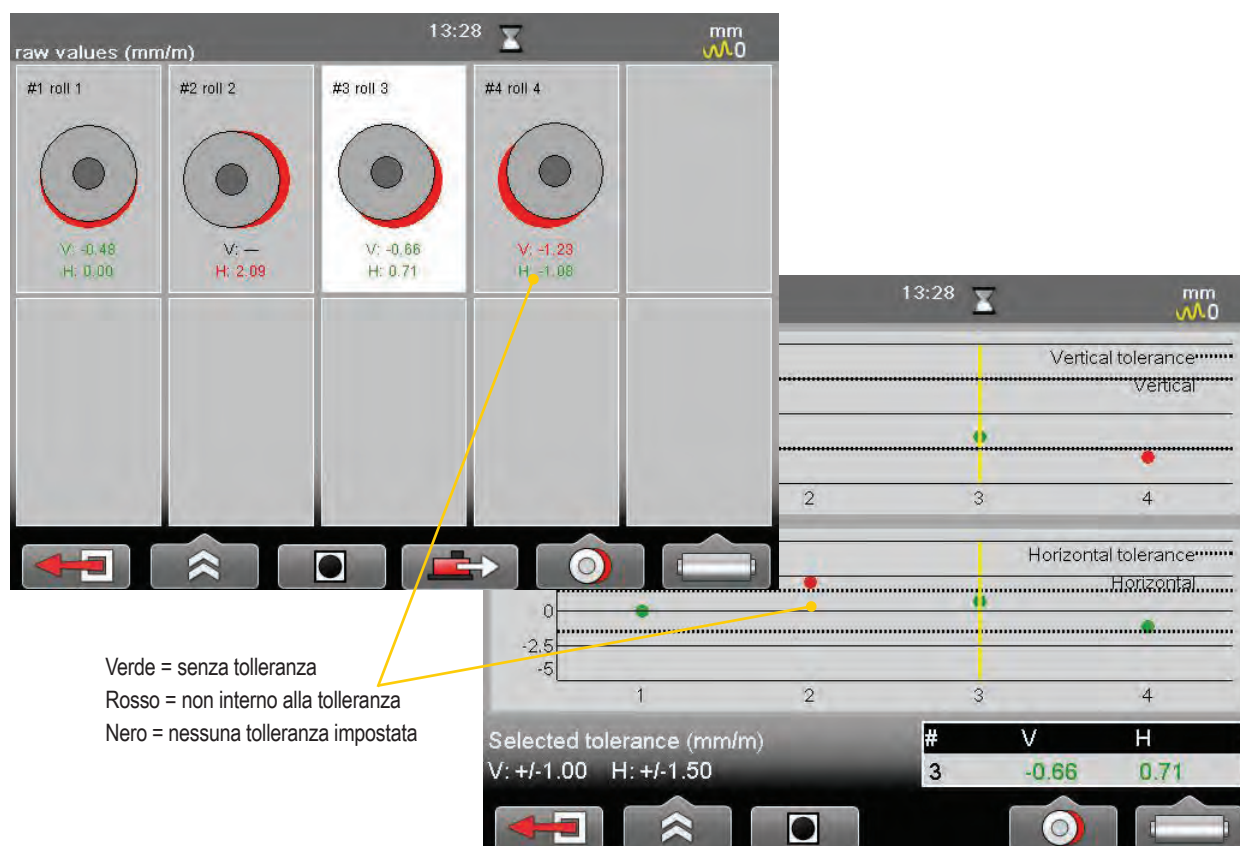 13:28
mm
0
raw values (mm/m)
#1 roll 1
#2 roll 2
#3 roll 3
#4 roll 4
V: -0.48
H: 0.00
V: —
H: 2.09
V: -0.66
H: 0.71
V: -1.23
H: -1.08
13:28
mm
0
Vertical tolerance
Vertical
2 3 4
Horizontal tolerance
Horizontal
0
-2.5
-5
1 2 3 4
Verde = senza tolleranza
Rosso = non interno alla tolleranza
Nero = nessuna tolleranza impostata
Selected tolerance (mm/m)
V: +/-1.00 H: +/-1.50
# V H
3 -0.66 0.71